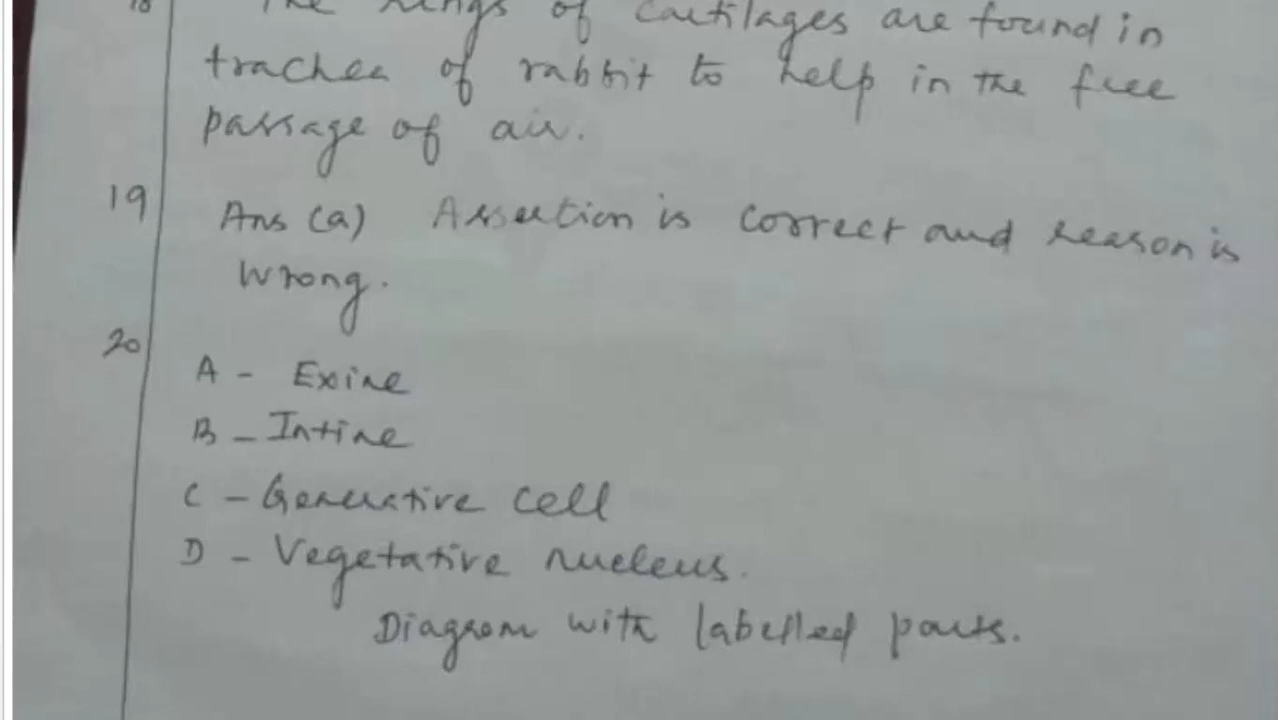 18 The rings of cartilages are found in
trachea of rabbit to help in the free
passage of air.
19 Ans (a) Assertion is correct and reason is
wrong.
20
A - Exine
B - Intine
C - Generative cell
D - Vegetative nucleus.
Diagram with labelled parts.